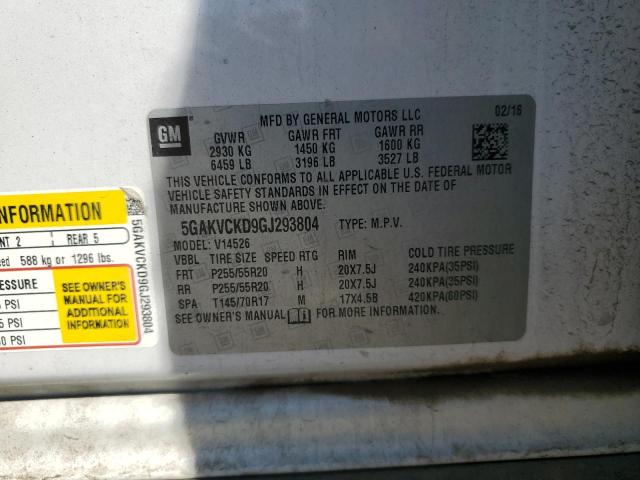 GM
MFD BY GENERAL MOTORS LLC 02/16
GVWR GAWR FRT GAWR RR
2930 KG 1450 KG 1600 KG
6459 LB 3196 LB 3527 LB
THIS VEHICLE CONFORMS TO ALL APPLICABLE U.S. FEDERAL MOTOR
VEHICLE SAFETY STANDARDS IN EFFECT ON THE DATE OF
MANUFACTURE SHOWN ABOVE.
5GAKVCKD9GJ293804 TYPE: M.P.V.
MODEL: V14526
VBBL TIRE SIZE SPEED RTG RIM COLD TIRE PRESSURE
FRT P255/55R20 H 20X7.5J 240KPA(35PSI)
RR P255/55R20 H 20X7.5J 240KPA(35PSI)
SPA T145/70R17 M 17X4.5B 420KPA(60PSI)
SEE OWNER'S MANUAL FOR MORE INFORMATION.
INFORMATION
2 REAR 5
588 kg or 1296 lbs.
SEE OWNER'S
MANUAL FOR
ADDITIONAL
INFORMATION
PSI
PSI
PSI
5GAKVCKD9GJ293804